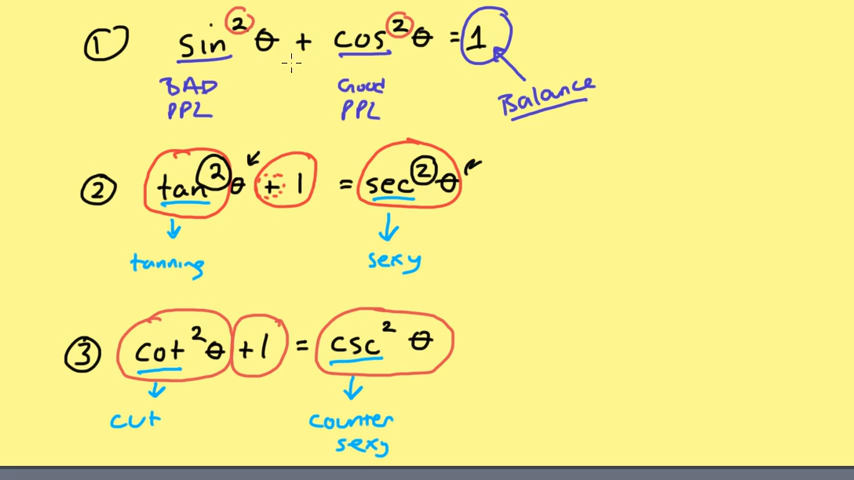 ① sin²θ + cos²θ = 1
BAD PPL
Good PPL
Balance
② tan²θ + 1 = sec²θ
tanning
sexy
③ cot²θ + 1 = csc²θ
cut
counter sexy